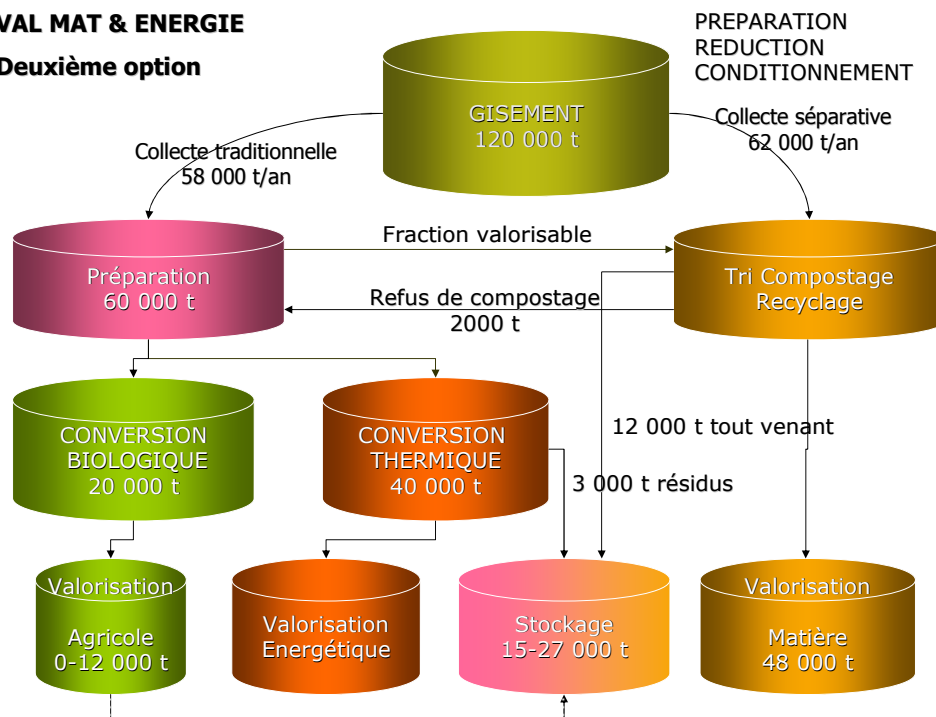 VAL MAT & ENERGIE
Deuxième option
PREPARATION
REDUCTION
CONDITIONNEMENT
GISEMENT
120 000 t
Collecte traditionnelle
58 000 t/an
Collecte séparative
62 000 t/an
Préparation
60 000 t
Fraction valorisable
Refus de compostage
2000 t
Tri Compostage
Recyclage
CONVERSION
BIOLOGIQUE
20 000 t
CONVERSION
THERMIQUE
40 000 t
12 000 t tout venant
3 000 t résidus
Valorisation
Agricole
0-12 000 t
Valorisation
Energétique
Stockage
15-27 000 t
Valorisation
Matière
48 000 t